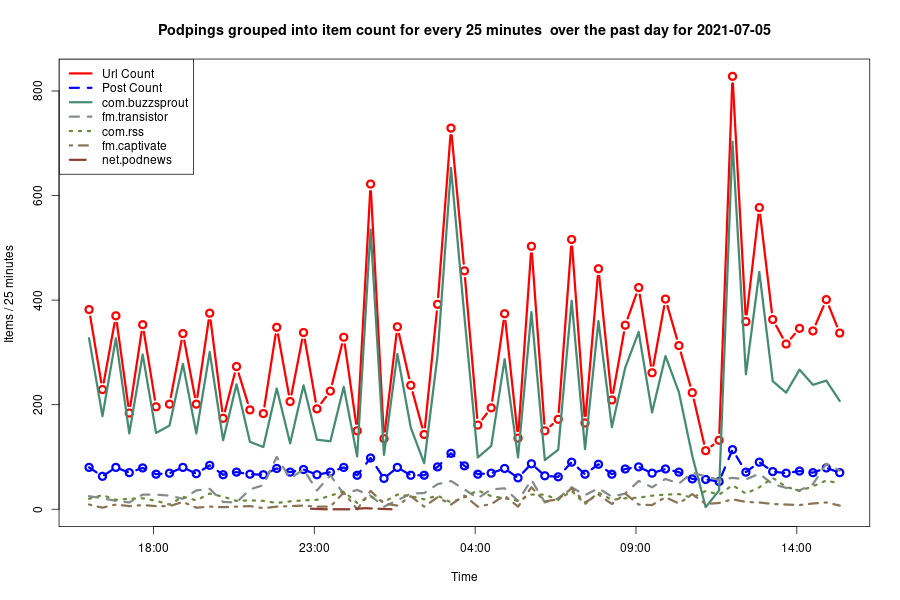 Podpings grouped into item count for every 25 minutes  over the past day for 2021-07-05
Url Count
Post Count
com.buzzsprout
fm.transistor
com.rss
fm.captivate
net.podnews
800
600
400
200
0
Items / 25 minutes
18:00 23:00 04:00 09:00 14:00
Time